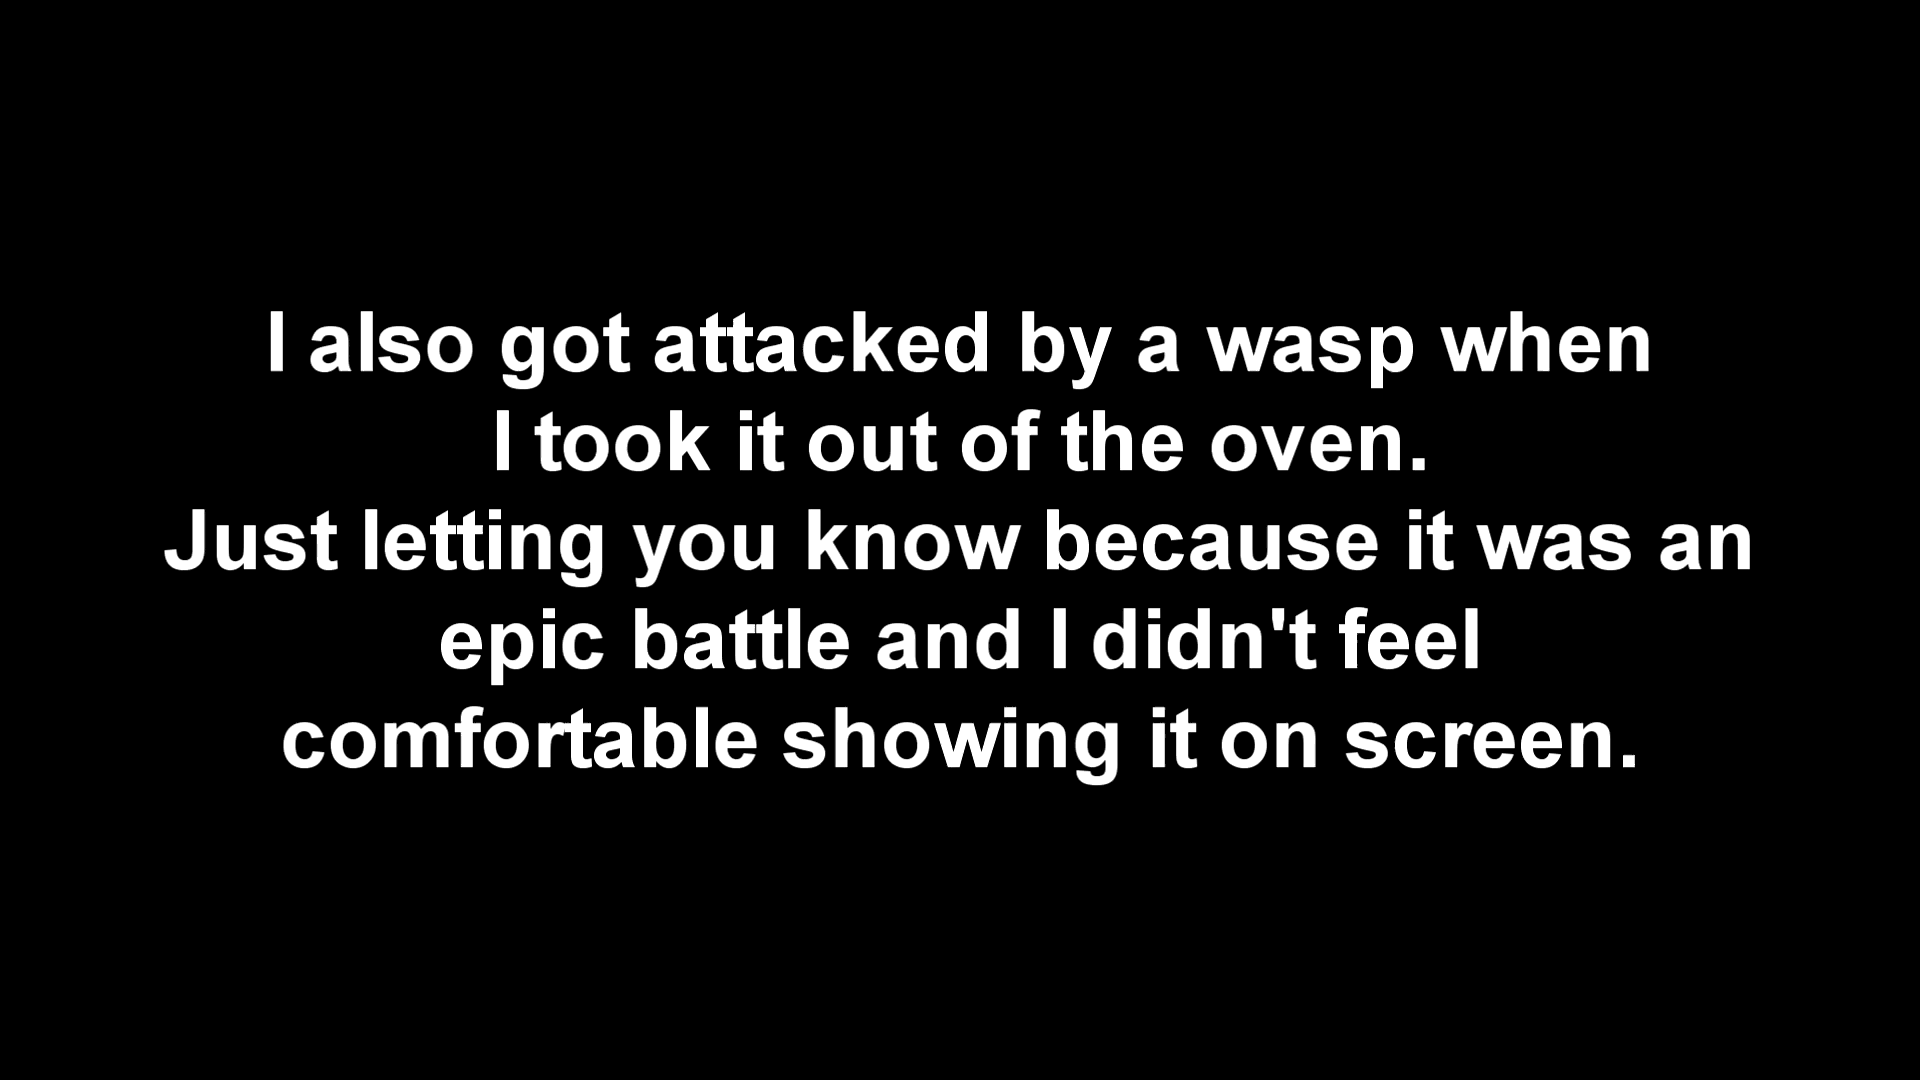 I also got attacked by a wasp when
I took it out of the oven.
Just letting you know because it was an
epic battle and I didn't feel
comfortable showing it on screen.